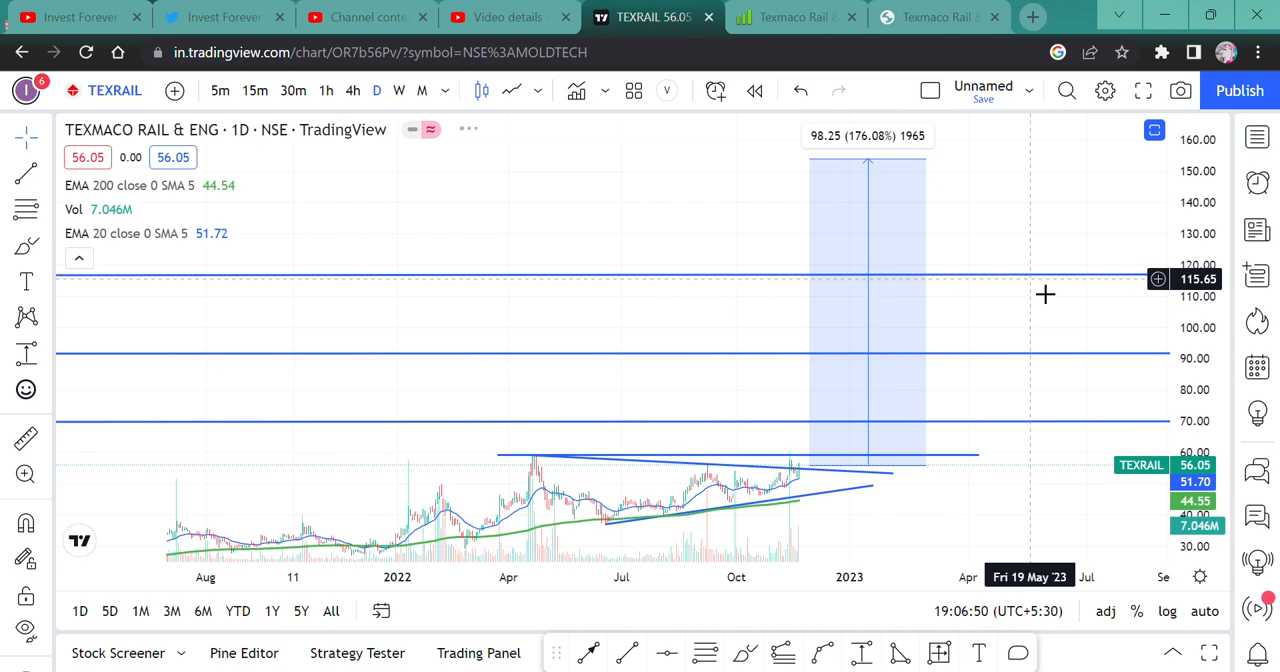 Invest Forever
Invest Forever
Channel conte
Video details -
TEXRAIL 56.05
Texmaco Rail &
Texmaco Rail &
in.tradingview.com/chart/OR7b56Pv/?symbol=NSE%3AMOLDTECH
I 6 TEXRAIL 5m 15m 30m 1h 4h D W M V Unnamed Save Publish
TEXMACO RAIL & ENG · 1D · NSE · TradingView
56.05 0.00 56.05
EMA 200 close 0 SMA 5 44.54
Vol 7.046M
EMA 20 close 0 SMA 5 51.72
98.25 (176.08%) 1965
160.00
150.00
140.00
130.00
120.00
115.65
110.00
100.00
90.00
80.00
70.00
60.00
TEXRAIL 56.05
51.70
44.55
40.00
7.046M
30.00
Aug 11 2022 Apr Jul Oct 2023 Apr Fri 19 May '23 Jul Se
1D 5D 1M 3M 6M YTD 1Y 5Y All 19:06:50 (UTC+5:30) adj % log auto
Stock Screener Pine Editor Strategy Tester Trading Panel